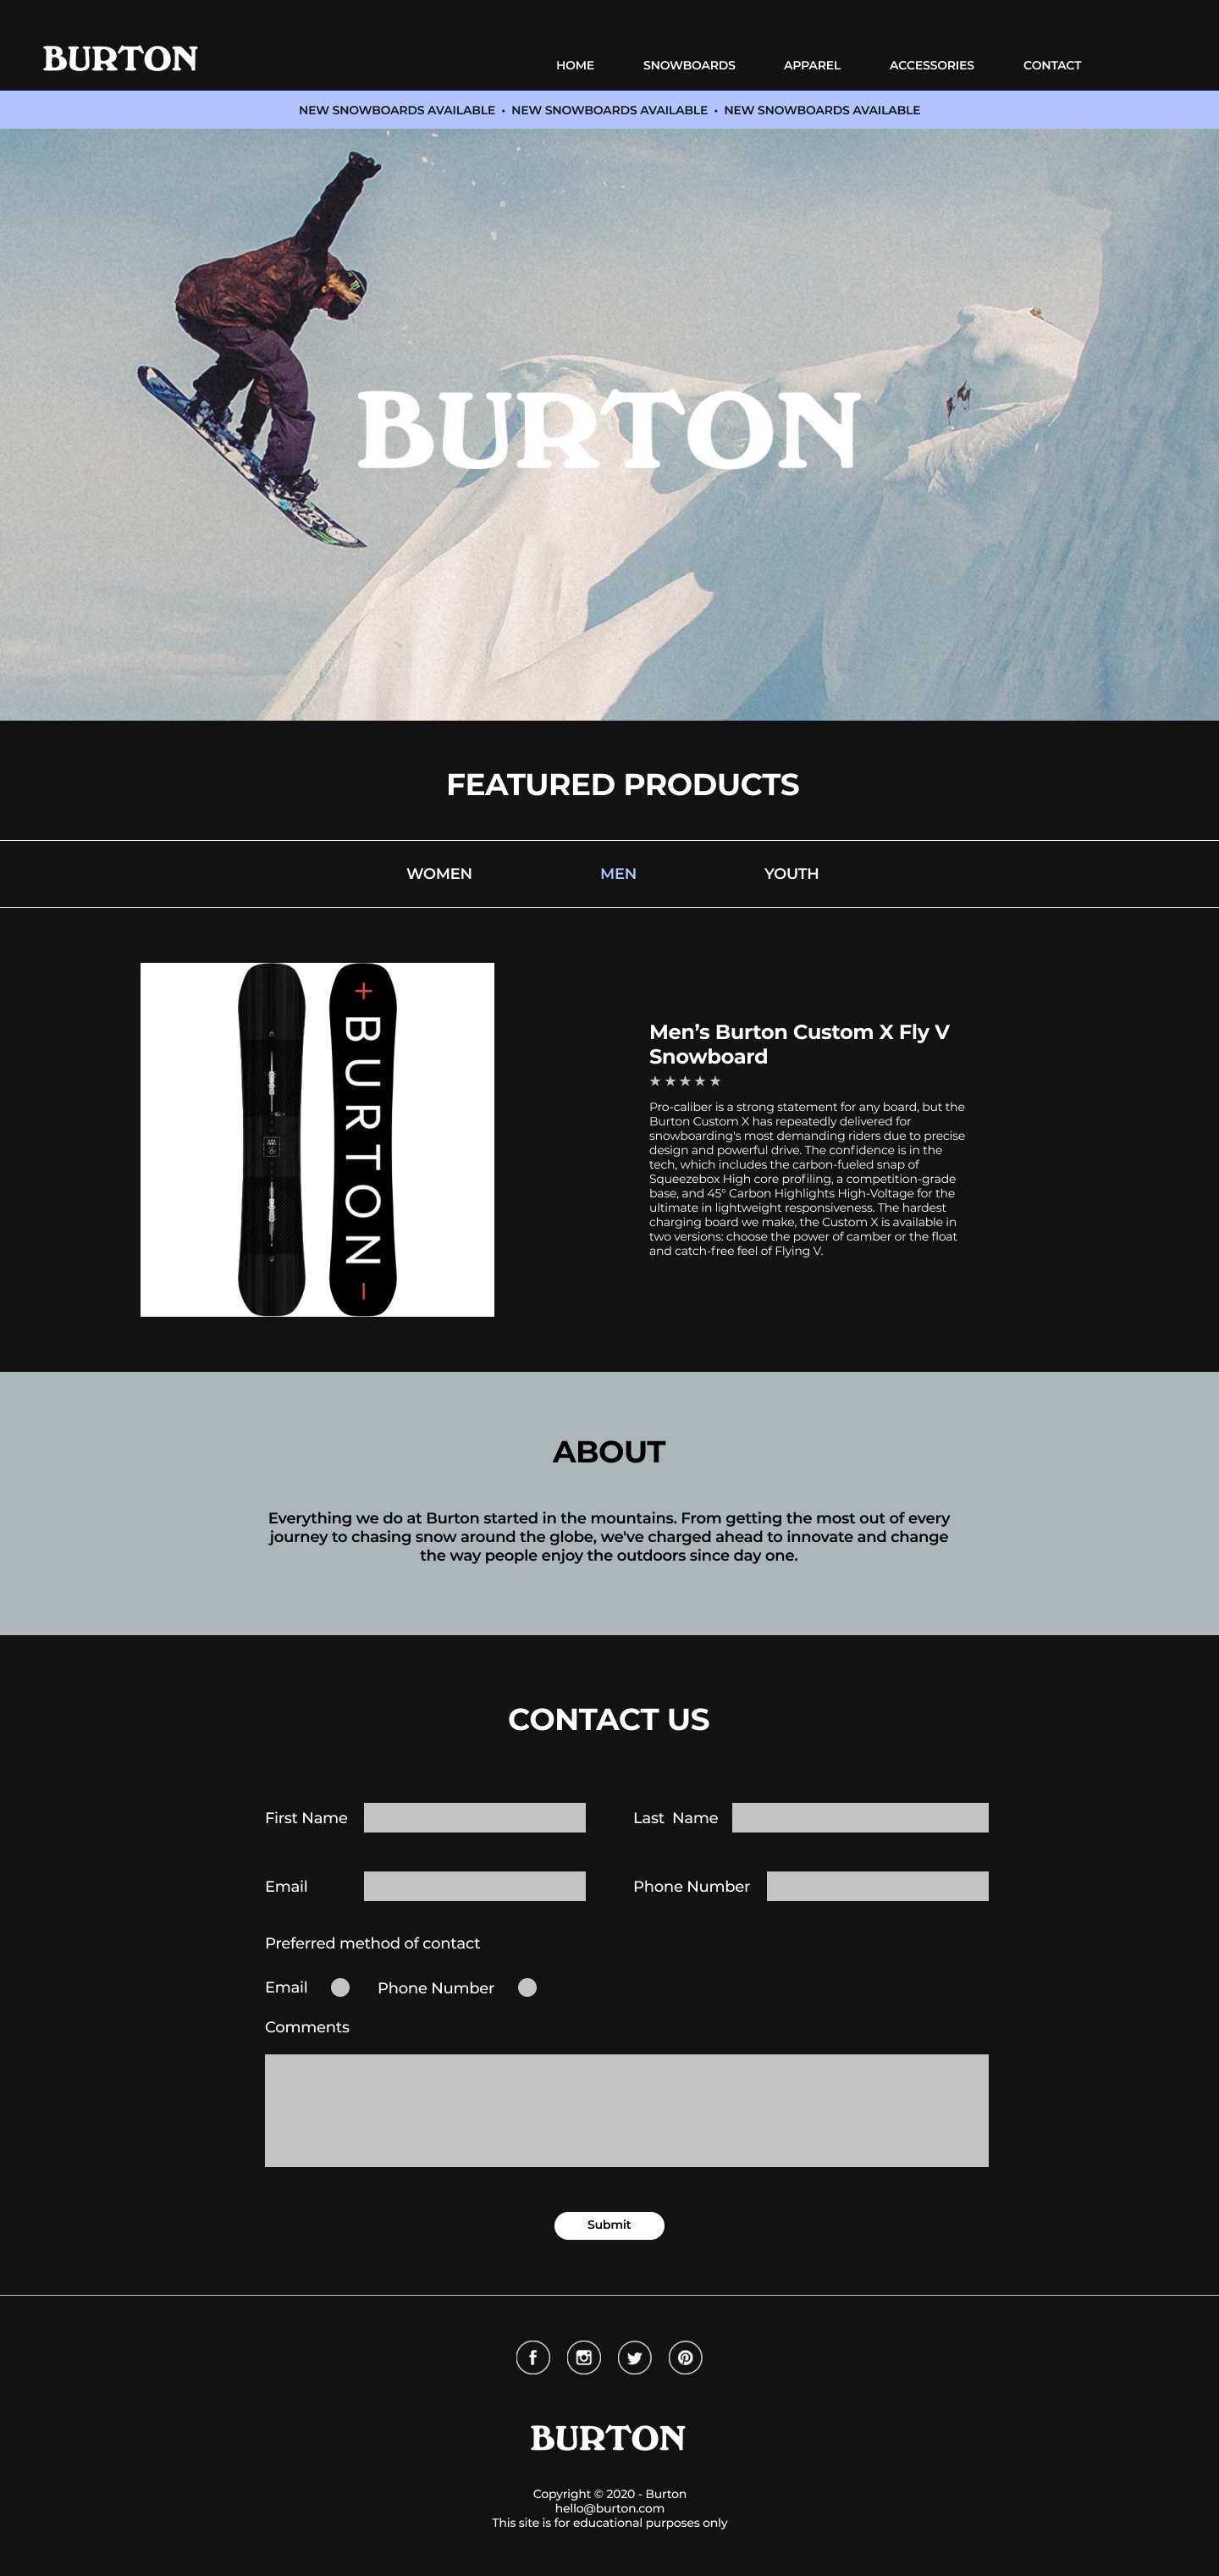 BURTON
HOME SNOWBOARDS APPAREL ACCESSORIES CONTACT
NEW SNOWBOARDS AVAILABLE • NEW SNOWBOARDS AVAILABLE • NEW SNOWBOARDS AVAILABLE
BURTON
FEATURED PRODUCTS
WOMEN MEN YOUTH
BURTON
Men’s Burton Custom X Fly V
Snowboard
★ ★ ★ ★ ★
Pro-caliber is a strong statement for any board, but the
Burton Custom X has repeatedly delivered for
snowboarding's most demanding riders due to precise
design and powerful drive. The confidence is in the
tech, which includes the carbon-fueled snap of
Squeezebox High core profiling, a competition-grade
base, and 45° Carbon Highlights High-Voltage for the
ultimate in lightweight responsiveness. The hardest
charging board we make, the Custom X is available in
two versions: choose the power of camber or the float
and catch-free feel of Flying V.
ABOUT
Everything we do at Burton started in the mountains. From getting the most out of every
journey to chasing snow around the globe, we've charged ahead to innovate and change
the way people enjoy the outdoors since day one.
CONTACT US
First Name Last Name
Email Phone Number
Preferred method of contact
Email Phone Number
Comments
Submit
BURTON
Copyright © 2020 - Burton
hello@burton.com
This site is for educational purposes only